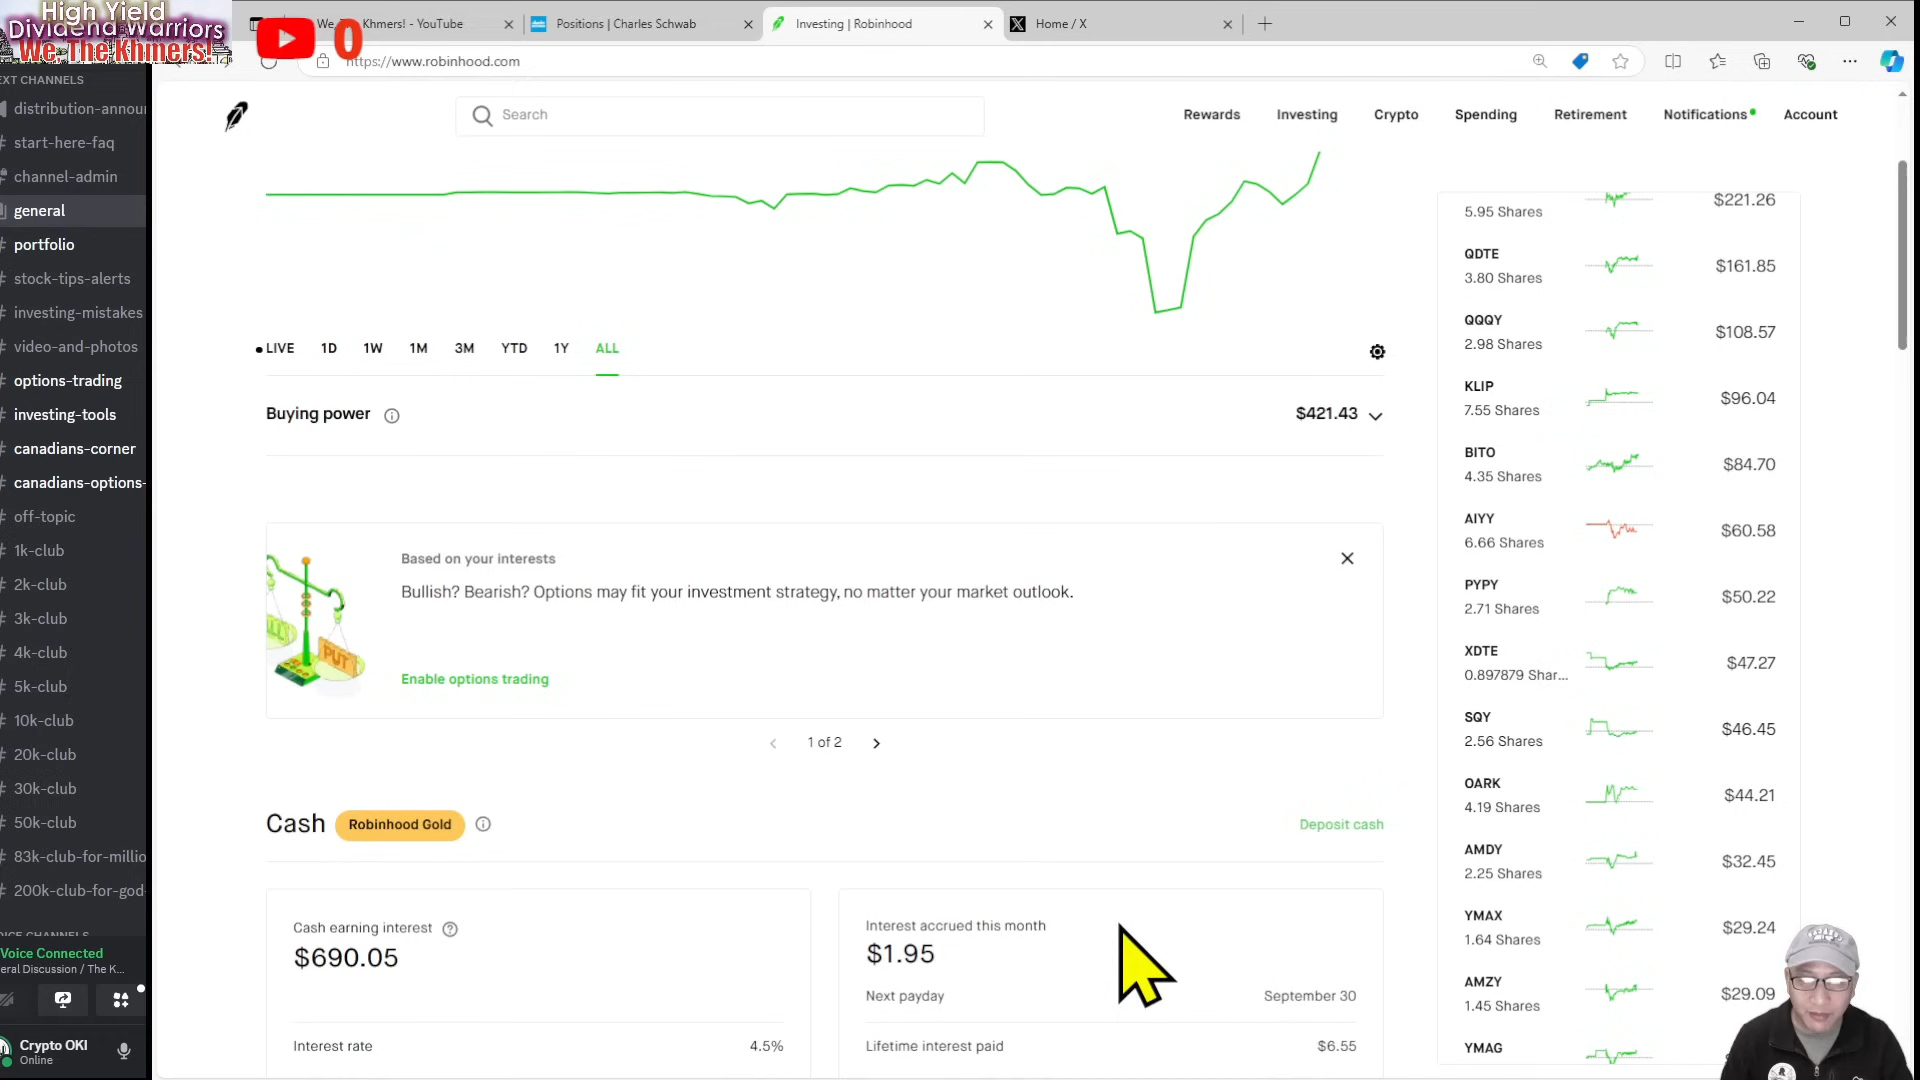 High Yield
Dividend Warriors
We The Khmers!
0
We, The Khmers! - YouTube
Positions | Charles Schwab
Investing | Robinhood
Home / X
https://www.robinhood.com
EXT CHANNELS
distribution-annou
start-here-faq
channel-admin
general
portfolio
stock-tips-alerts
investing-mistakes
video-and-photos
options-trading
investing-tools
canadians-corner
canadians-options-
off-topic
1k-club
2k-club
3k-club
4k-club
5k-club
10k-club
20k-club
30k-club
50k-club
83k-club-for-millio
200k-club-for-god-
OICE CHANNELS
Voice Connected
eral Discussion / The K...
Crypto OKI
Online
Search
Rewards
Investing
Crypto
Spending
Retirement
Notifications
Account
LIVE
1D
1W
1M
3M
YTD
1Y
ALL
Buying power
$421.43
Based on your interests
Bullish? Bearish? Options may fit your investment strategy, no matter your market outlook.
PUT
Enable options trading
1 of 2
Cash
Robinhood Gold
Deposit cash
Cash earning interest
$690.05
Interest rate
4.5%
Interest accrued this month
$1.95
Next payday
September 30
Lifetime interest paid
$6.55
5.95 Shares
$221.26
QDTE
3.80 Shares
$161.85
QQQY
2.98 Shares
$108.57
KLIP
7.55 Shares
$96.04
BITO
4.35 Shares
$84.70
AIYY
6.66 Shares
$60.58
PYPY
2.71 Shares
$50.22
XDTE
0.897879 Shar...
$47.27
SQY
2.56 Shares
$46.45
OARK
4.19 Shares
$44.21
AMDY
2.25 Shares
$32.45
YMAX
1.64 Shares
$29.24
AMZY
1.45 Shares
$29.09
YMAG